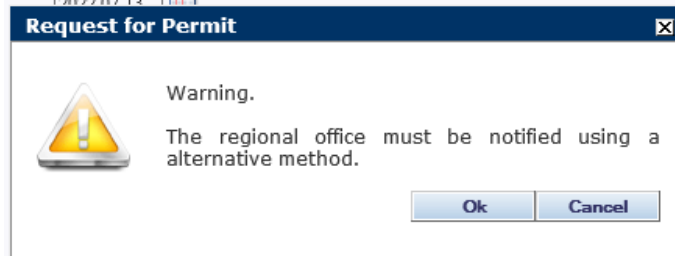 Request for Permit
Warning.
The regional office must be notified using a
alternative method.
Ok Cancel